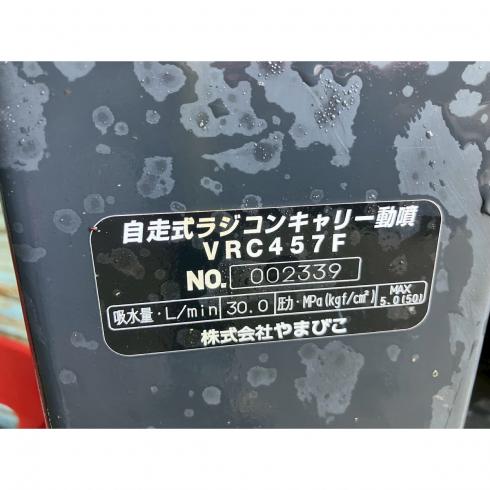 自走式ラジコンキャリー動噴
VRC457F
NO. 002339
吸水量・L/min 30.0 圧力・MPa(kgf/cm²) MAX 5.0(50)
株式会社やまびこ